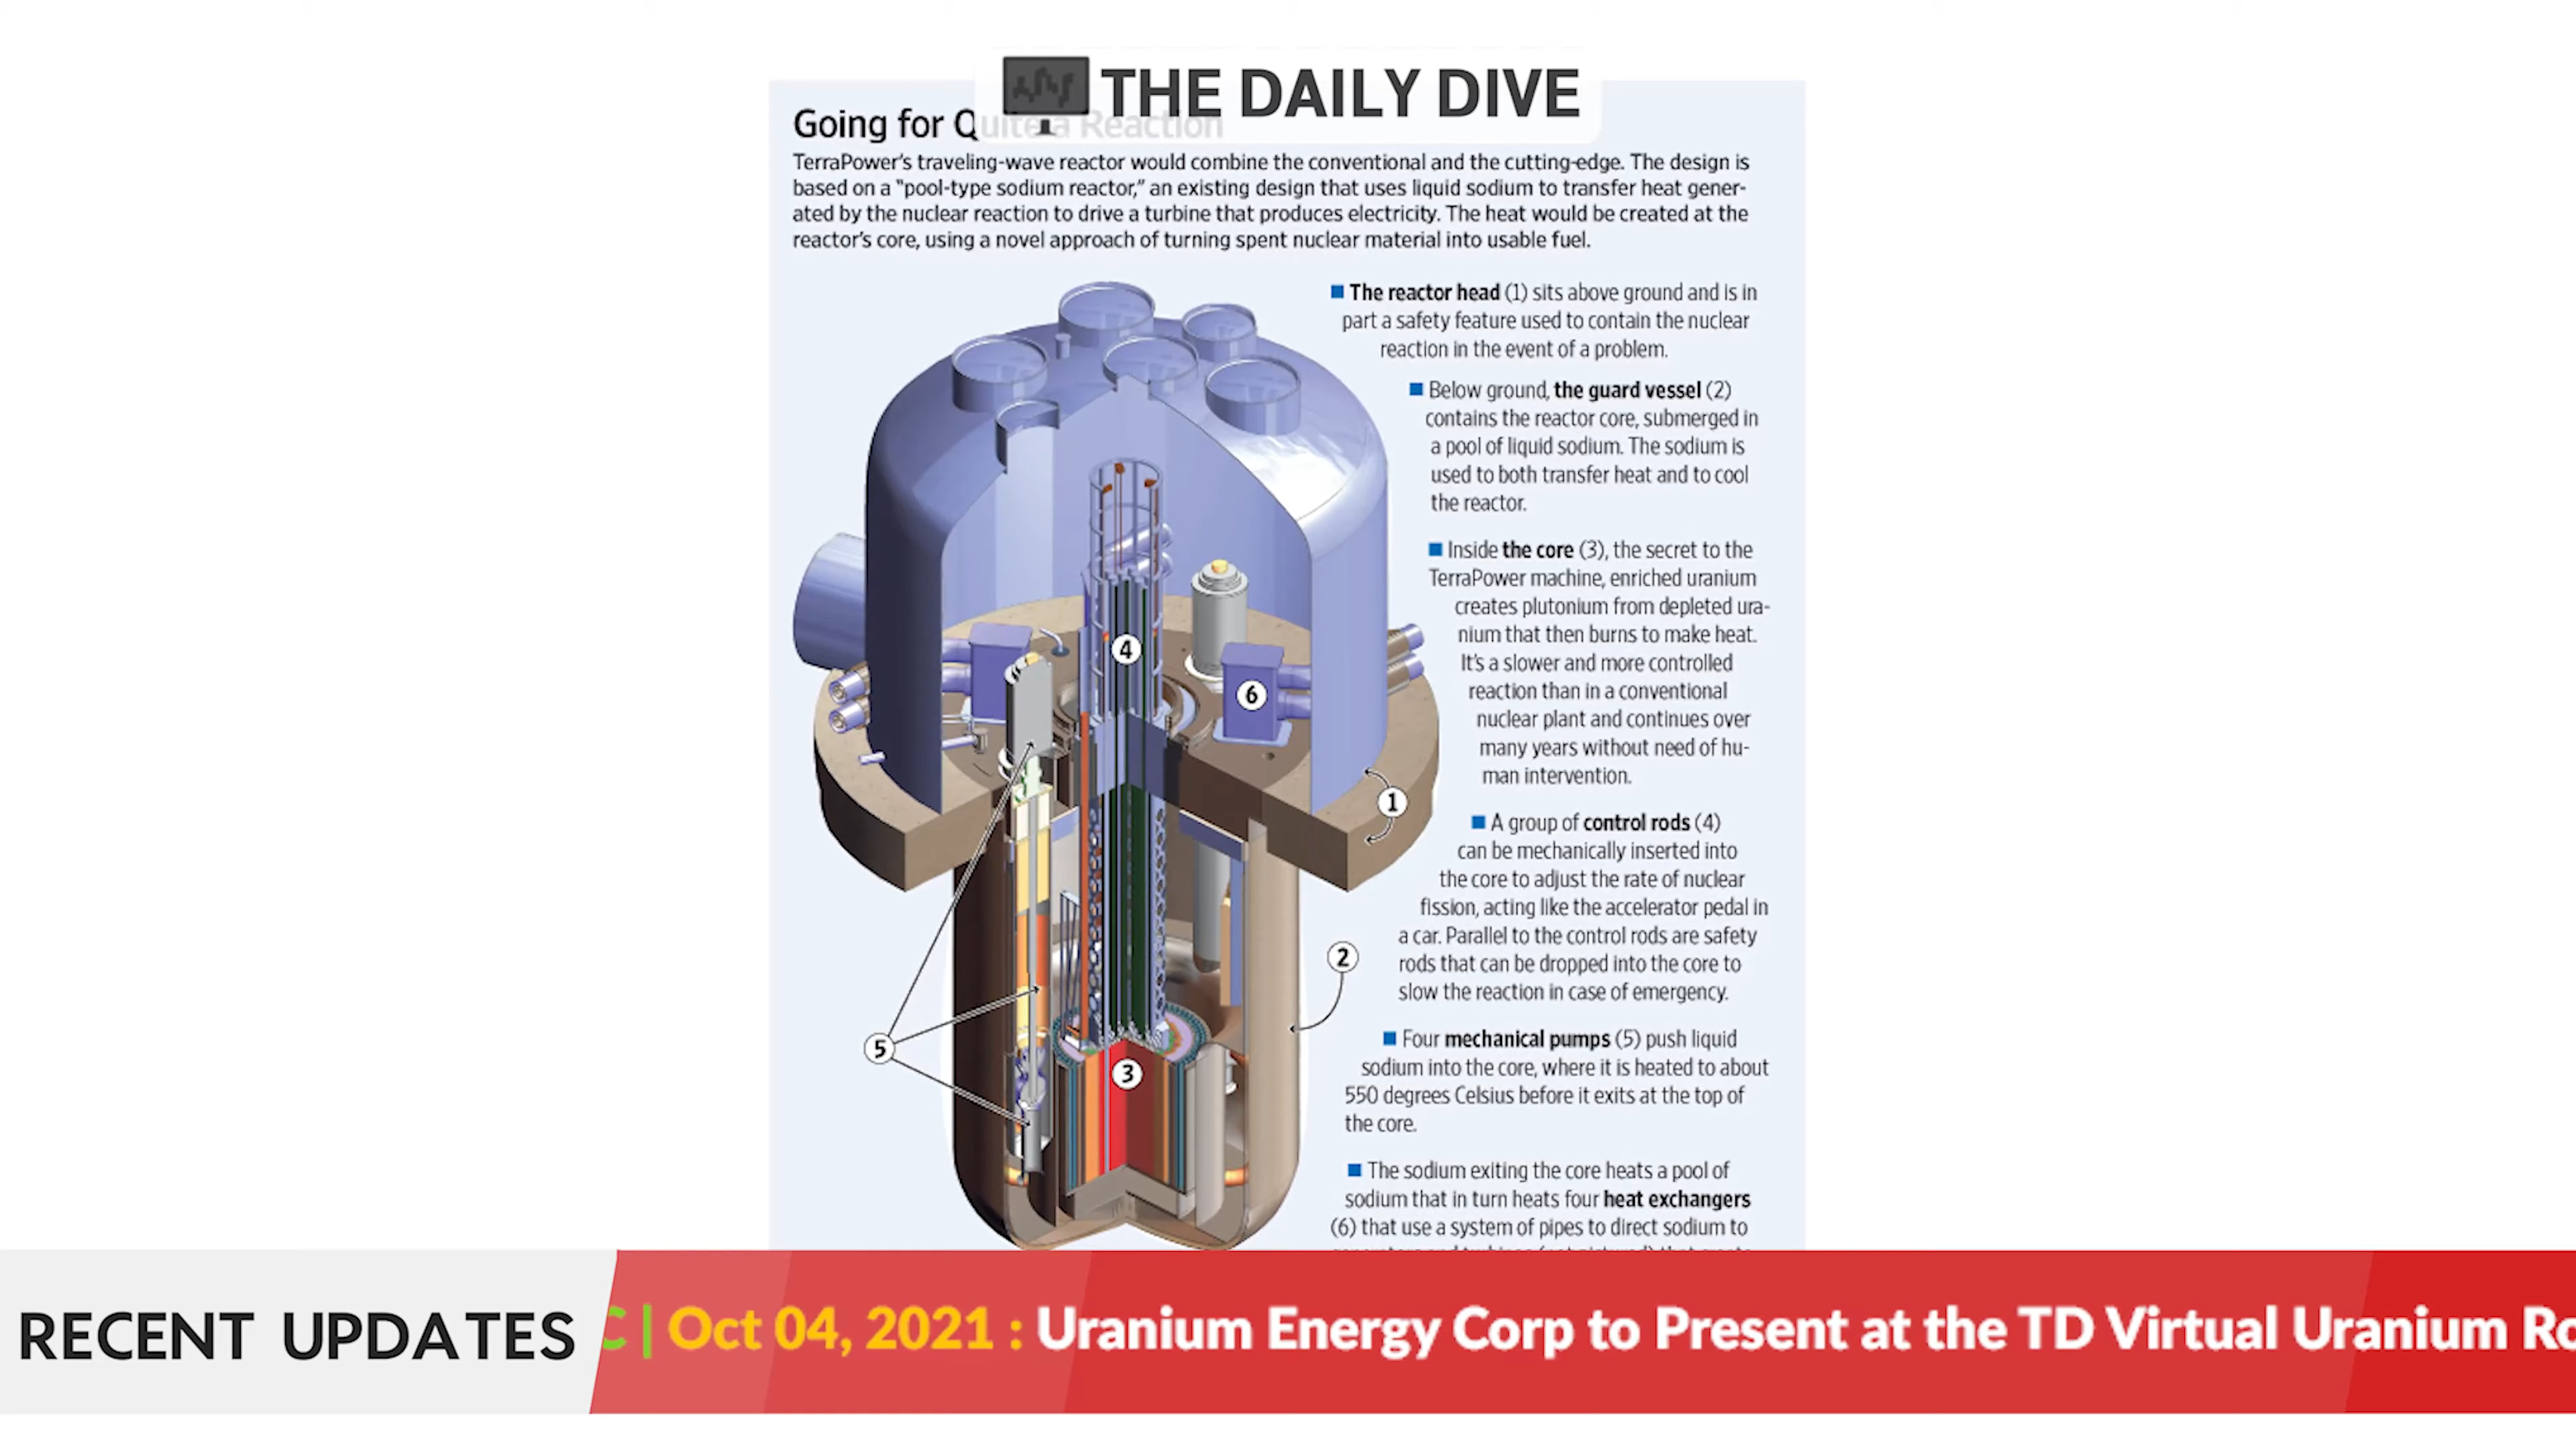 THE DAILY DIVE
Going for Quite a Reaction
TerraPower's traveling-wave reactor would combine the conventional and the cutting-edge. The design is
based on a "pool-type sodium reactor," an existing design that uses liquid sodium to transfer heat gener-
ated by the nuclear reaction to drive a turbine that produces electricity. The heat would be created at the
reactor's core, using a novel approach of turning spent nuclear material into usable fuel.
■ The reactor head (1) sits above ground and is in
part a safety feature used to contain the nuclear
reaction in the event of a problem.
■ Below ground, the guard vessel (2)
contains the reactor core, submerged in
a pool of liquid sodium. The sodium is
used to both transfer heat and to cool
the reactor.
■ Inside the core (3), the secret to the
TerraPower machine, enriched uranium
creates plutonium from depleted ura-
nium that then burns to make heat.
It's a slower and more controlled
reaction than in a conventional
nuclear plant and continues over
many years without need of hu-
man intervention.
■ A group of control rods (4)
can be mechanically inserted into
the core to adjust the rate of nuclear
fission, acting like the accelerator pedal in
a car. Parallel to the control rods are safety
rods that can be dropped into the core to
slow the reaction in case of emergency.
■ Four mechanical pumps (5) push liquid
sodium into the core, where it is heated to about
550 degrees Celsius before it exits at the top of
the core.
■ The sodium exiting the core heats a pool of
sodium that in turn heats four heat exchangers
(6) that use a system of pipes to direct sodium to
4
6
1
2
5
3
RECENT UPDATES
C | Oct 04, 2021 : Uranium Energy Corp to Present at the TD Virtual Uranium Ro